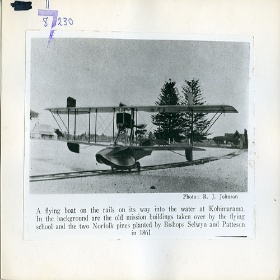 7 8230
Photo: R. J. Johnson
A flying boat on the rails on its way into the water at Kohimarama.
In the background are the old mission buildings taken over by the flying
school and the two Norfolk pines planted by Bishops Selwyn and Patteson
in 1861